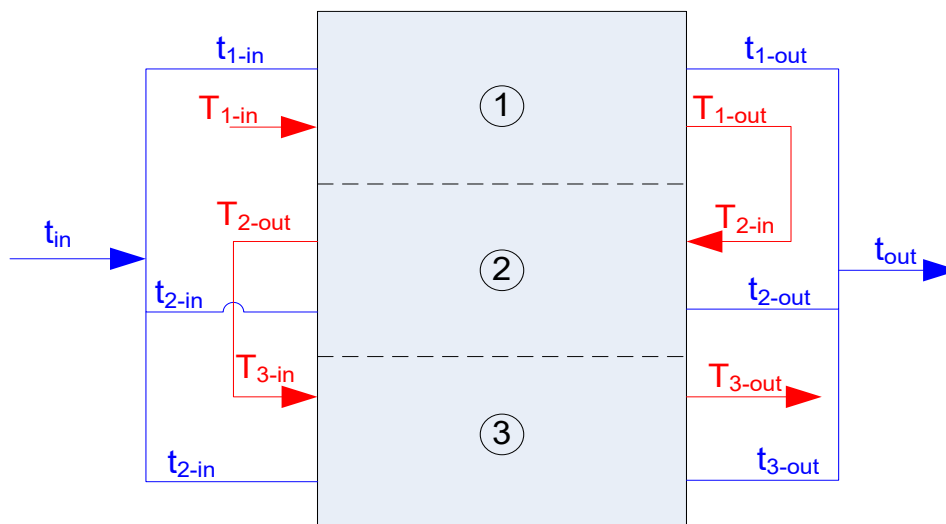 t1-in
t1-out
T1-in
1
T1-out
T2-out
T2-in
tin
tout
2
t2-in
t2-out
T3-in
T3-out
3
t2-in
t3-out